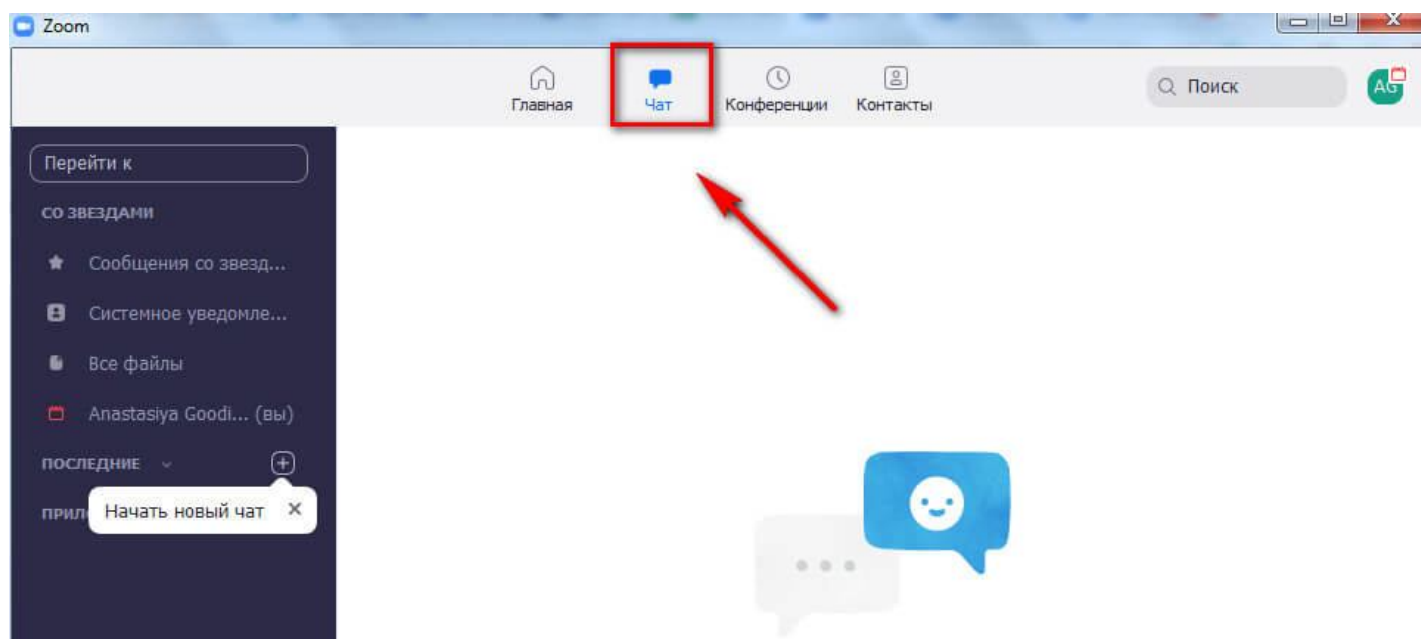 Zoom
Главная
Чат
Конференции
Контакты
Поиск
AG
Перейти к
СО ЗВЕЗДАМИ
Сообщения со звезд...
Системное уведомле...
Все файлы
Anastasiya Goodi... (вы)
ПОСЛЕДНИЕ
Начать новый чат